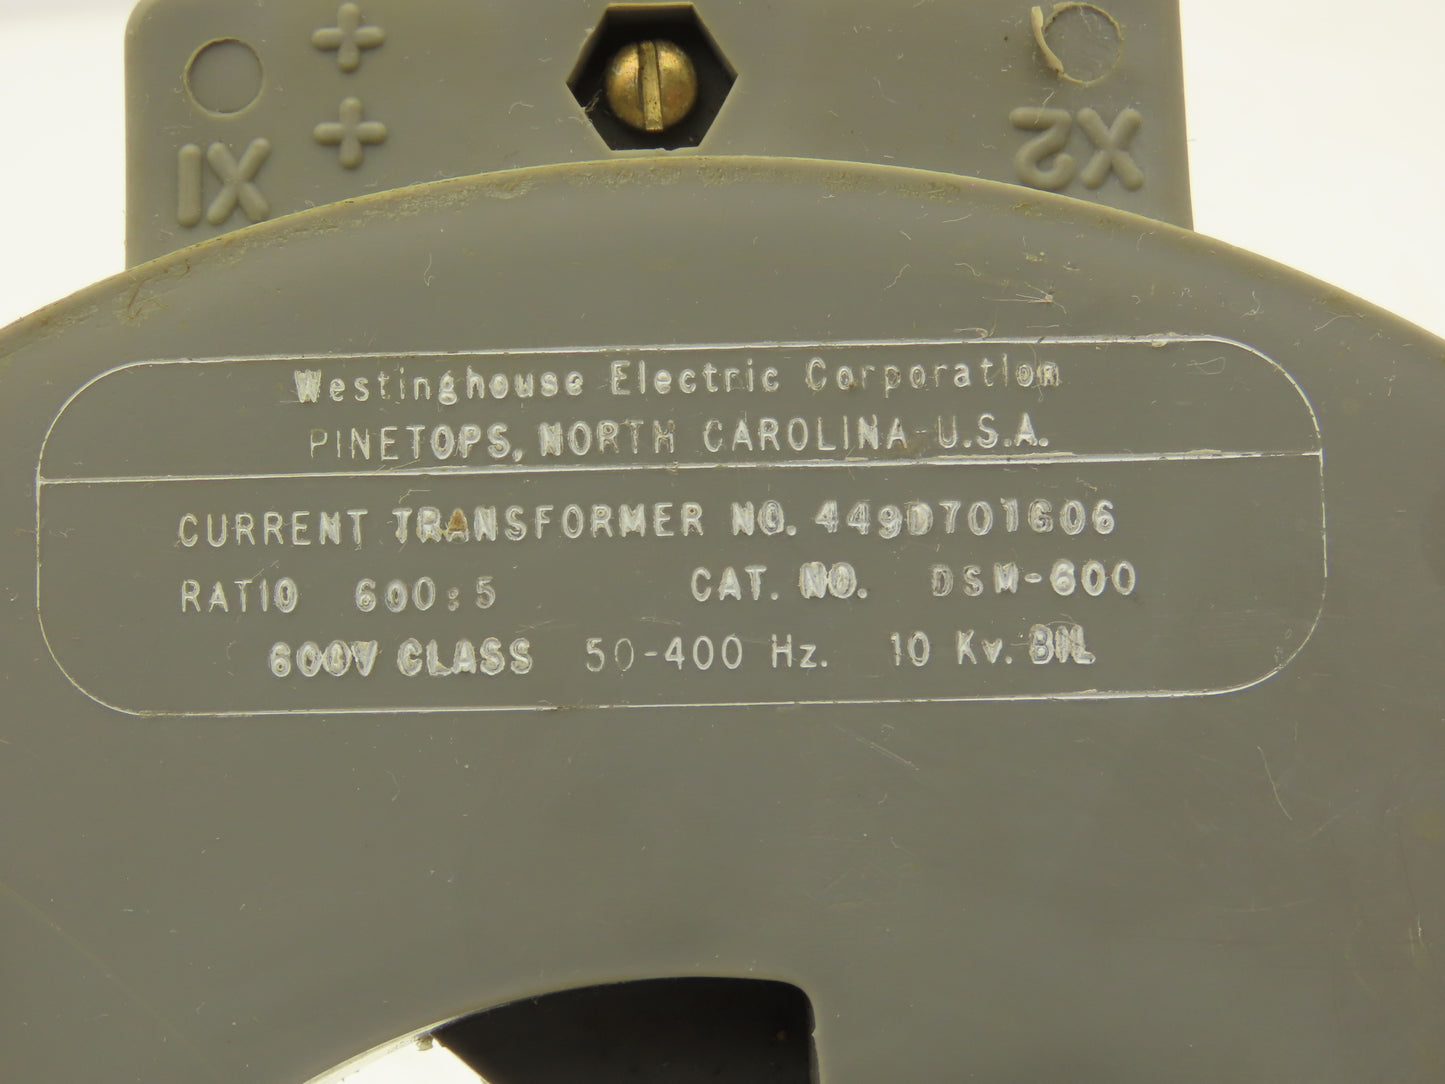 X1 X2
Westinghouse Electric Corporation
PINETOPS, NORTH CAROLINA U.S.A.
CURRENT TRANSFORMER NO. 449D701G06
RATIO 600:5 CAT. NO. DSM-600
600V CLASS 50-400 Hz. 10 Kv. BIL